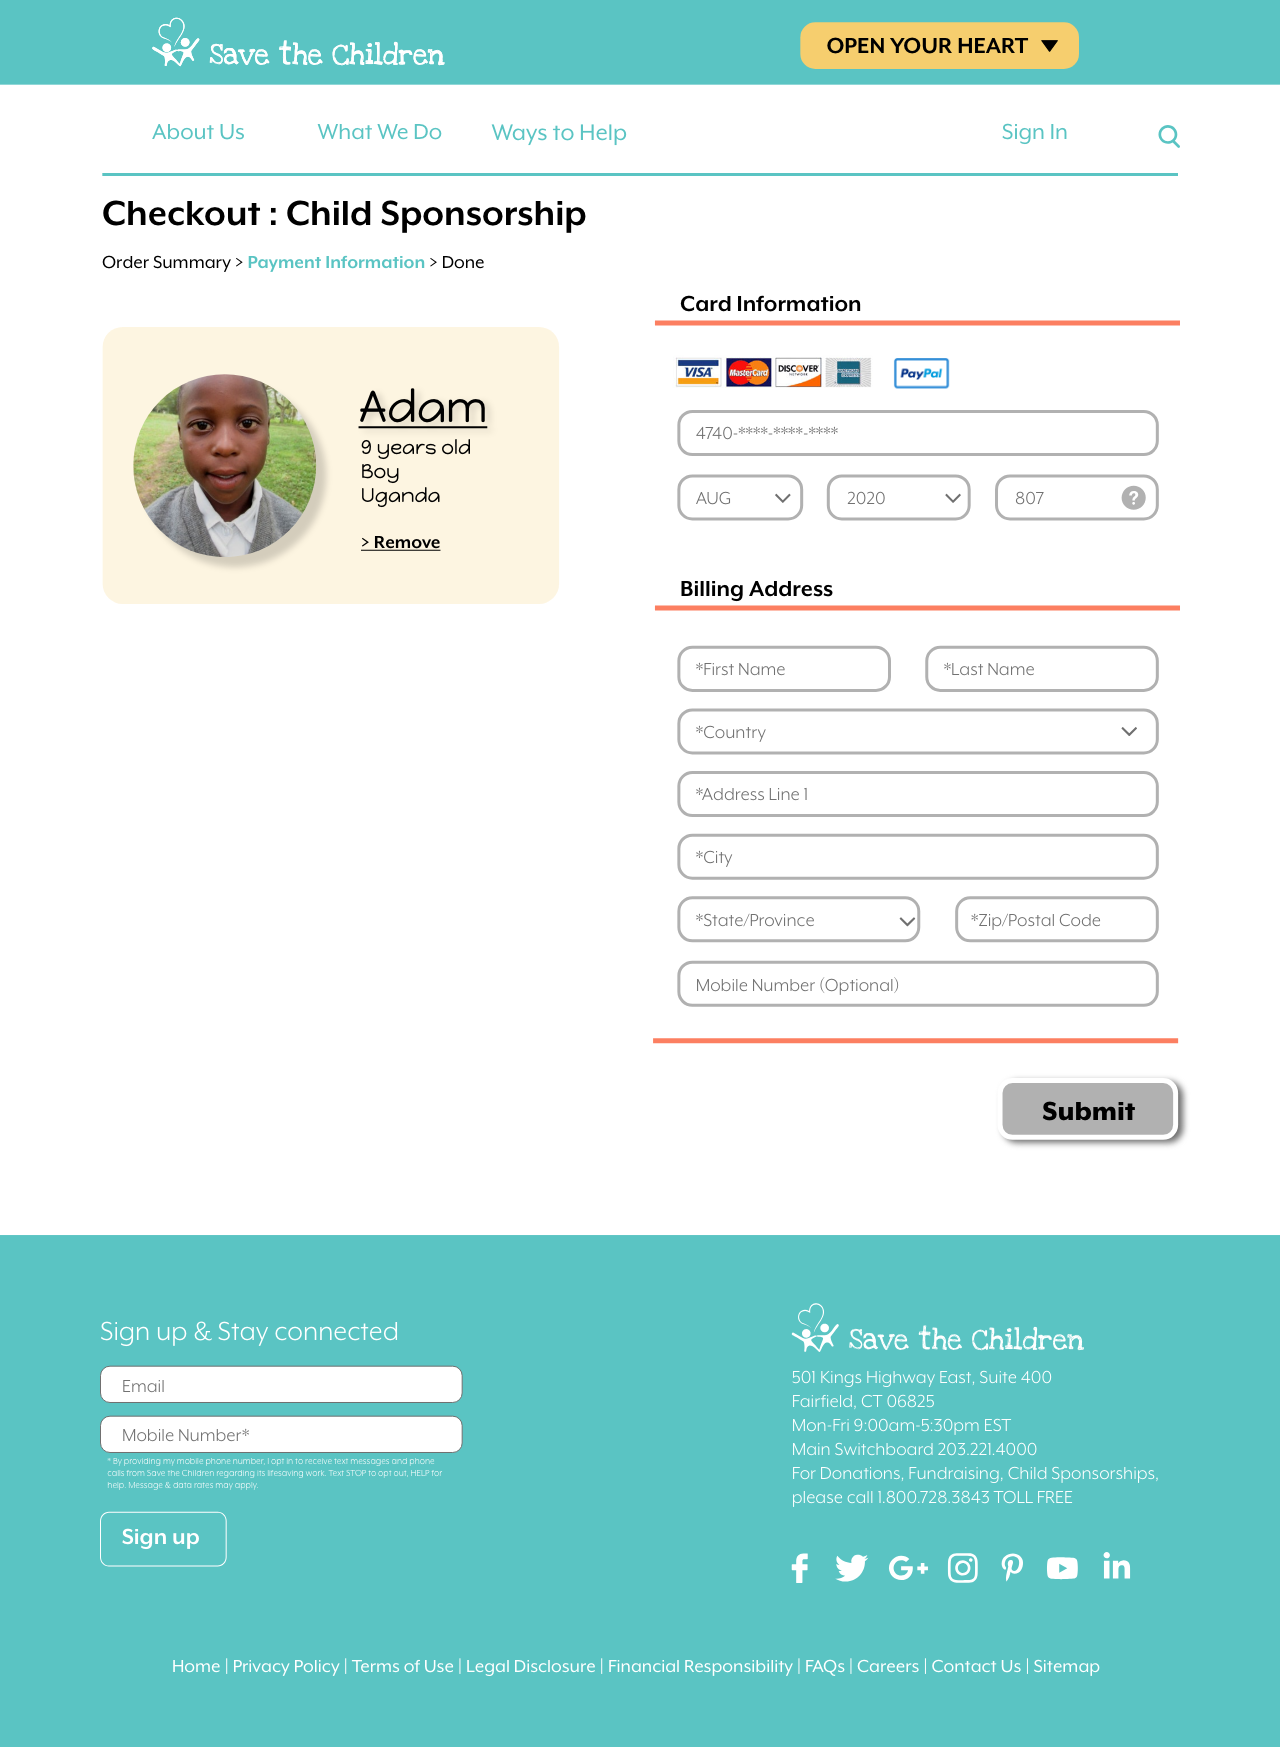 Save the Children
OPEN YOUR HEART
About Us
What We Do
Ways to Help
Sign In
Checkout : Child Sponsorship
Order Summary > Payment Information > Done
Adam
9 years old
Boy
Uganda
> Remove
Card Information
VISA
MasterCard
DISCOVER
NETWORK
PayPal
4740-****-****-****
AUG
2020
807
?
Billing Address
*First Name
*Last Name
*Country
*Address Line 1
*City
*State/Province
*Zip/Postal Code
Mobile Number (Optional)
Submit
Sign up & Stay connected
Email
Mobile Number*
* By providing my mobile phone number, I opt in to receive text messages and phone
calls from Save the Children regarding its lifesaving work. Text STOP to opt out, HELP for
help. Message & data rates may apply.
Sign up
Save the Children
501 Kings Highway East, Suite 400
Fairfield, CT 06825
Mon-Fri 9:00am-5:30pm EST
Main Switchboard 203.221.4000
For Donations, Fundraising, Child Sponsorships,
please call 1.800.728.3843 TOLL FREE
Home | Privacy Policy | Terms of Use | Legal Disclosure | Financial Responsibility | FAQs | Careers | Contact Us | Sitemap